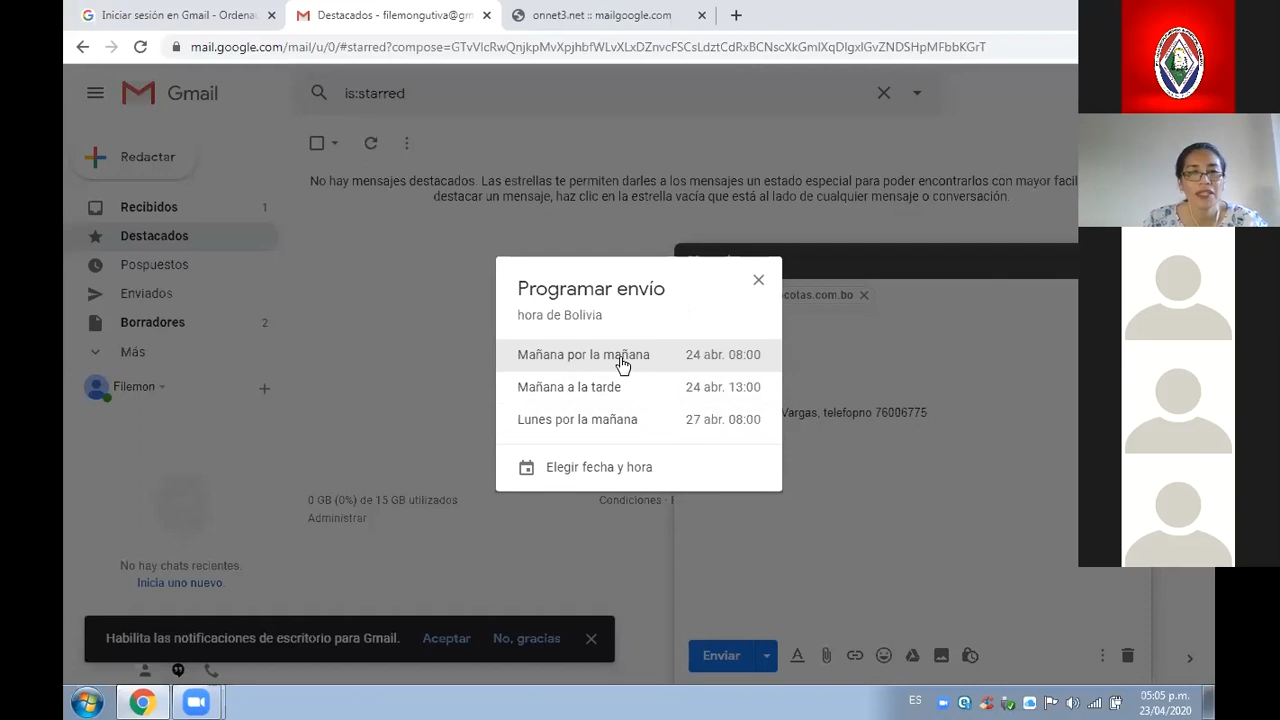 Iniciar sesión en Gmail - Ordena
Destacados - filemongutiva@gm
onnet3.net :: mailgoogle.com
mail.google.com/mail/u/0/#starred?compose=GTvVlcRwQnjkpMvXpjhbfWLvXLxDZnvcFSCsLdztCdRxBCNscXkGmlXqDlgxlGvZNDSHpMFbbKGrT
Gmail
is:starred
Redactar
No hay mensajes destacados. Las estrellas te permiten darles a los mensajes un estado especial para poder encontrarlos con mayor facil
destacar un mensaje, haz clic en la estrella vacía que está al lado de cualquier mensaje o conversación.
Recibidos 1
Destacados
Pospuestos
Enviados
Borradores 2
Más
Filemon
Programar envío
hora de Bolivia
Mañana por la mañana 24 abr. 08:00
Mañana a la tarde 24 abr. 13:00
Lunes por la mañana 27 abr. 08:00
Elegir fecha y hora
ocotas.com.bo
Vargas, telefopno 76006775
0 GB (0%) de 15 GB utilizados
Administrar
Condiciones ·
No hay chats recientes.
Inicia uno nuevo.
Habilita las notificaciones de escritorio para Gmail. Aceptar No, gracias
Enviar
ES
05:05 p.m.
23/04/2020